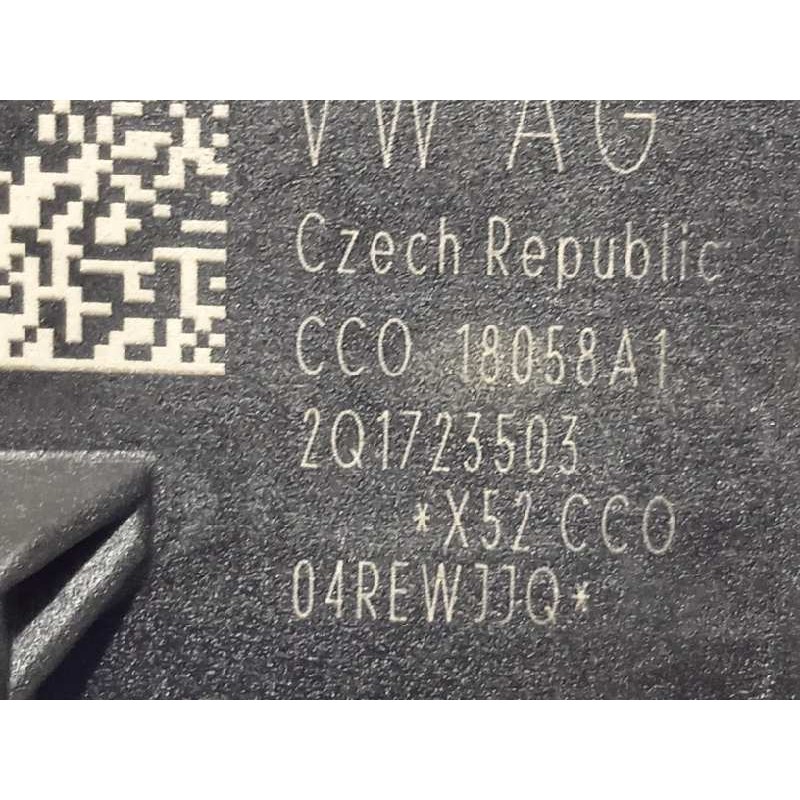 VW AG
Czech Republic
CCO 18058A1
2Q1723503
*X52 CCO
04REWJJQ*